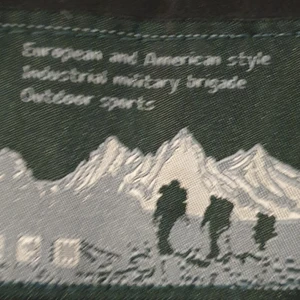 European and American style
Industrial military brigade
Outdoor sports